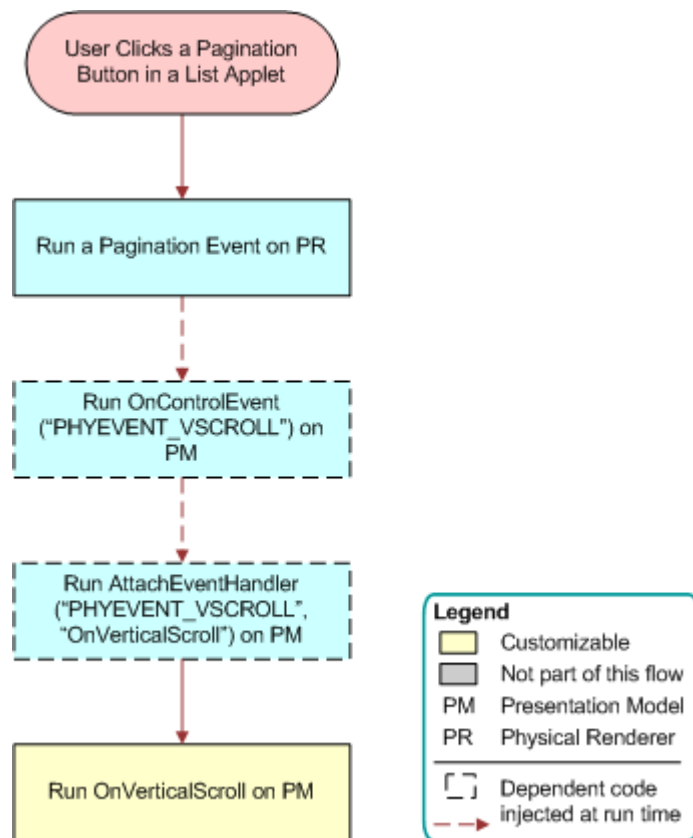 User Clicks a Pagination
Button in a List Applet
Run a Pagination Event on PR
Run OnControlEvent
(“PHYEVENT_VSCROLL”) on
PM
Run AttachEventHandler
(“PHYEVENT_VSCROLL”,
“OnVerticalScroll”) on PM
Run OnVerticalScroll on PM
Legend
Customizable
Not part of this flow
PM Presentation Model
PR Physical Renderer
Dependent code
injected at run time